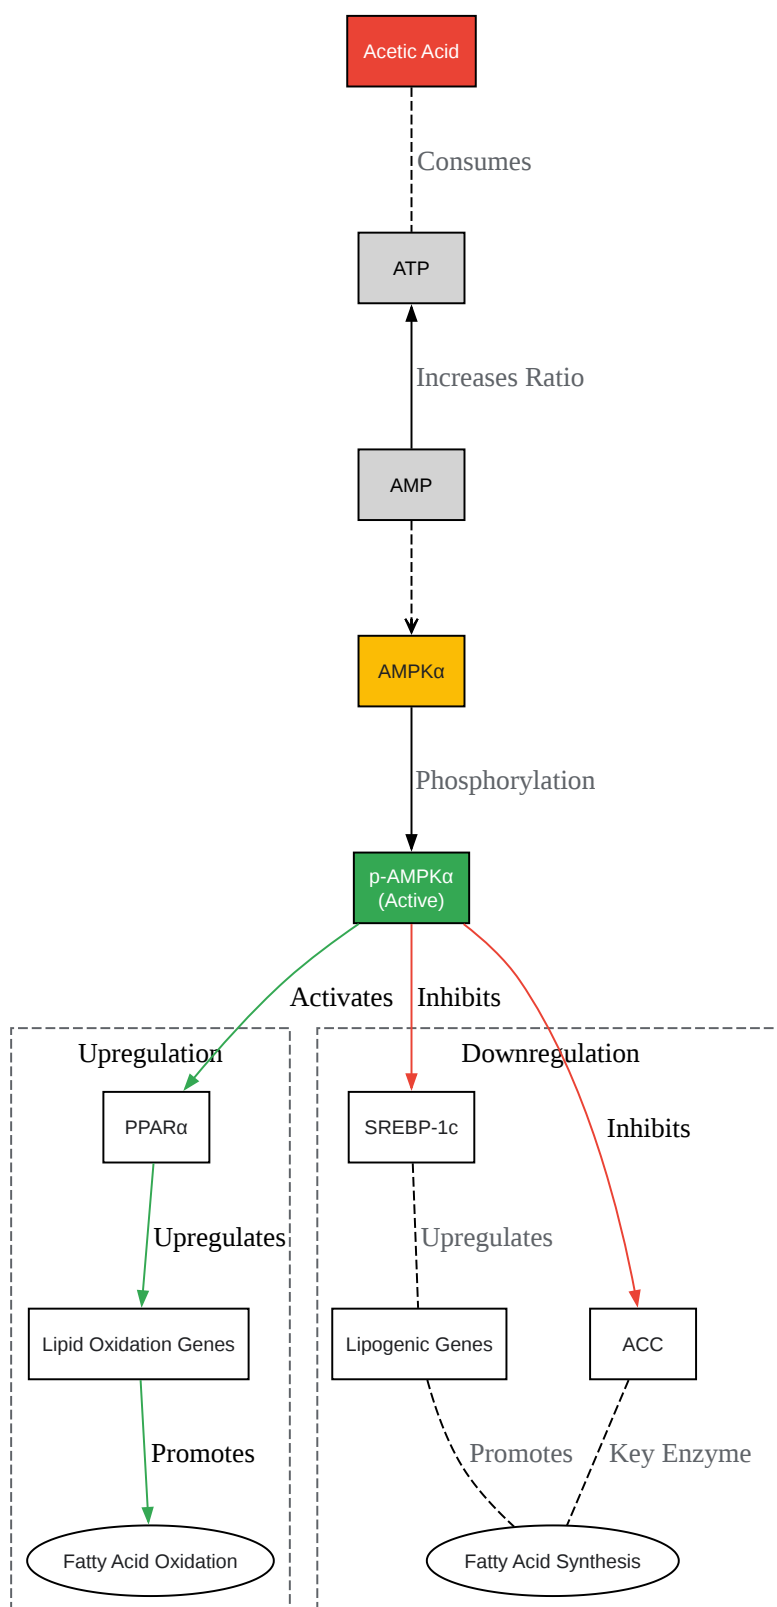 Acetic Acid
Consumes
ATP
Increases Ratio
AMP
AMPKα
Phosphorylation
p-AMPKα
(Active)
Activates
Inhibits
Upregulation
Downregulation
PPARα
SREBP-1c
Inhibits
Upregulates
Upregulates
Lipid Oxidation Genes
Lipogenic Genes
ACC
Promotes
Promotes
Key Enzyme
Fatty Acid Oxidation
Fatty Acid Synthesis